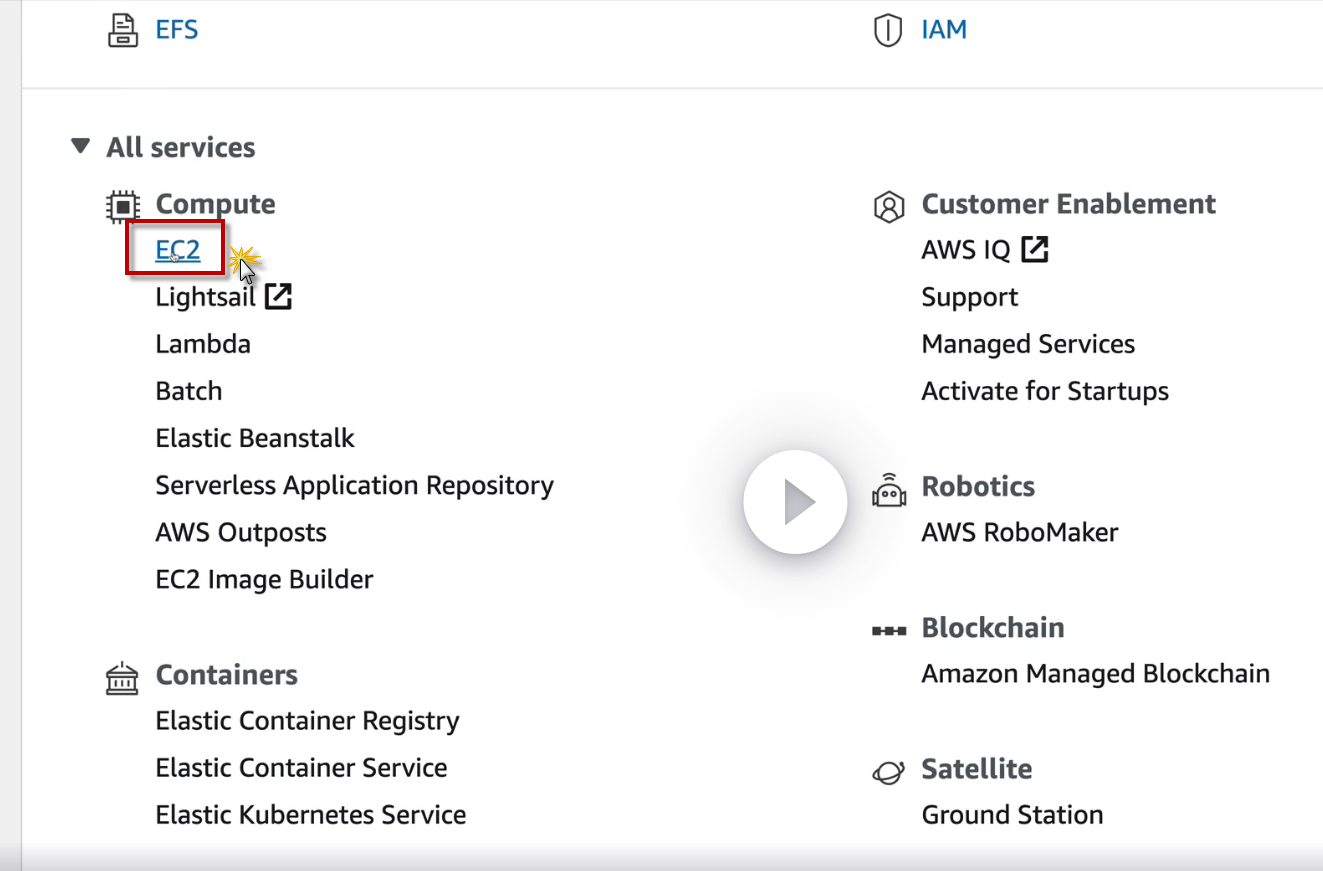 EFS
IAM
All services
Compute
EC2
Lightsail
Lambda
Batch
Elastic Beanstalk
Serverless Application Repository
AWS Outposts
EC2 Image Builder
Containers
Elastic Container Registry
Elastic Container Service
Elastic Kubernetes Service
Customer Enablement
AWS IQ
Support
Managed Services
Activate for Startups
Robotics
AWS RoboMaker
Blockchain
Amazon Managed Blockchain
Satellite
Ground Station